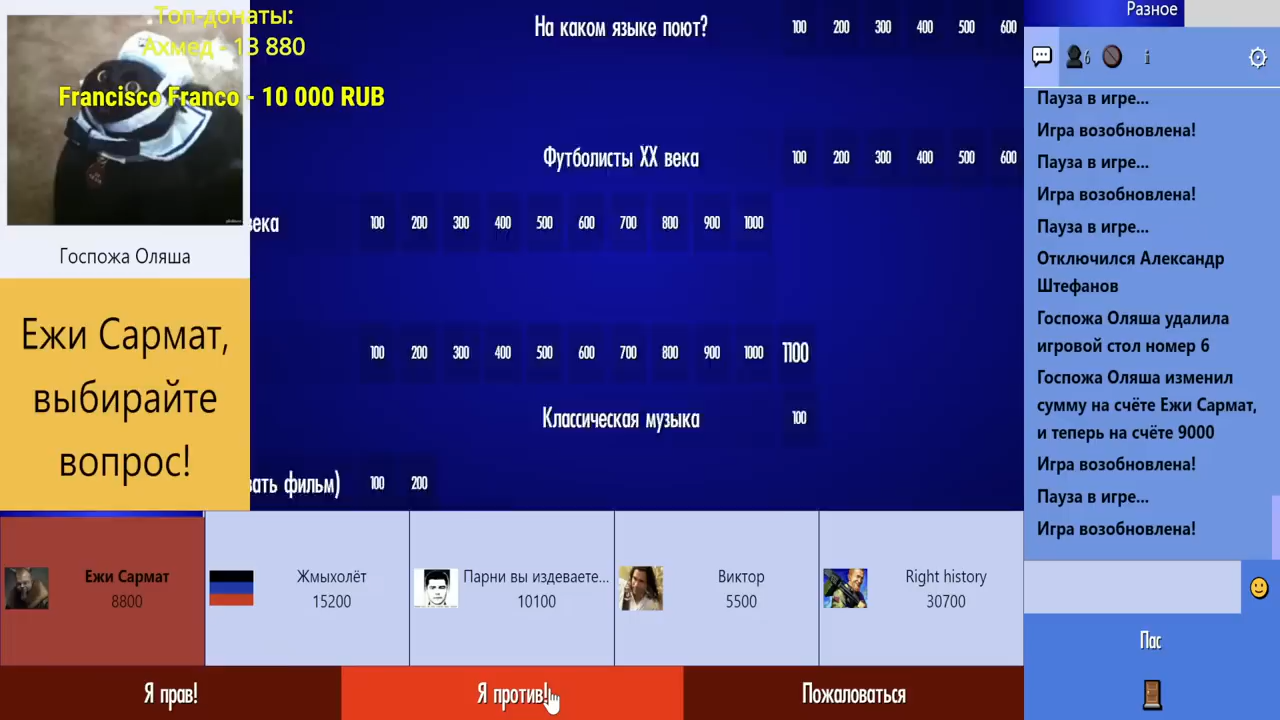 Топ-донаты:
Ахмед - 13 880
Francisco Franco - 10 000 RUB
Госпожа Оляша
Ежи Сармат,
выбирайте
вопрос!
На каком языке поют?
100 200 300 400 500 600
Футболисты XX века
100 200 300 400 500 600
века
100 200 300 400 500 600 700 800 900 1000
100 200 300 400 500 600 700 800 900 1000 1100
Классическая музыка
100
вать фильм)
100 200
Разное
6
i
Пауза в игре...
Игра возобновлена!
Пауза в игре...
Игра возобновлена!
Пауза в игре...
Отключился Александр
Штефанов
Госпожа Оляша удалила
игровой стол номер 6
Госпожа Оляша изменил
сумму на счёте Ежи Сармат,
и теперь на счёте 9000
Игра возобновлена!
Пауза в игре...
Игра возобновлена!
Ежи Сармат
8800
Жмыхолёт
15200
Парни вы издеваете...
10100
Виктор
5500
Right history
30700
Я прав!
Я против!
Пожаловаться
Пас